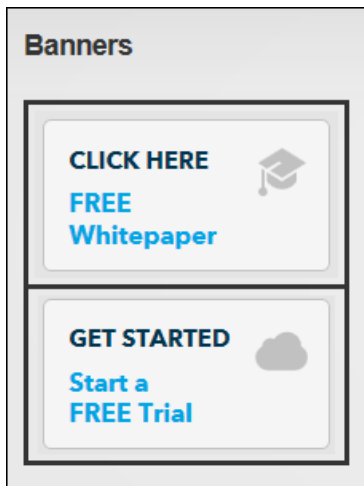 Banners
CLICK HERE
FREE
Whitepaper
GET STARTED
Start a
FREE Trial